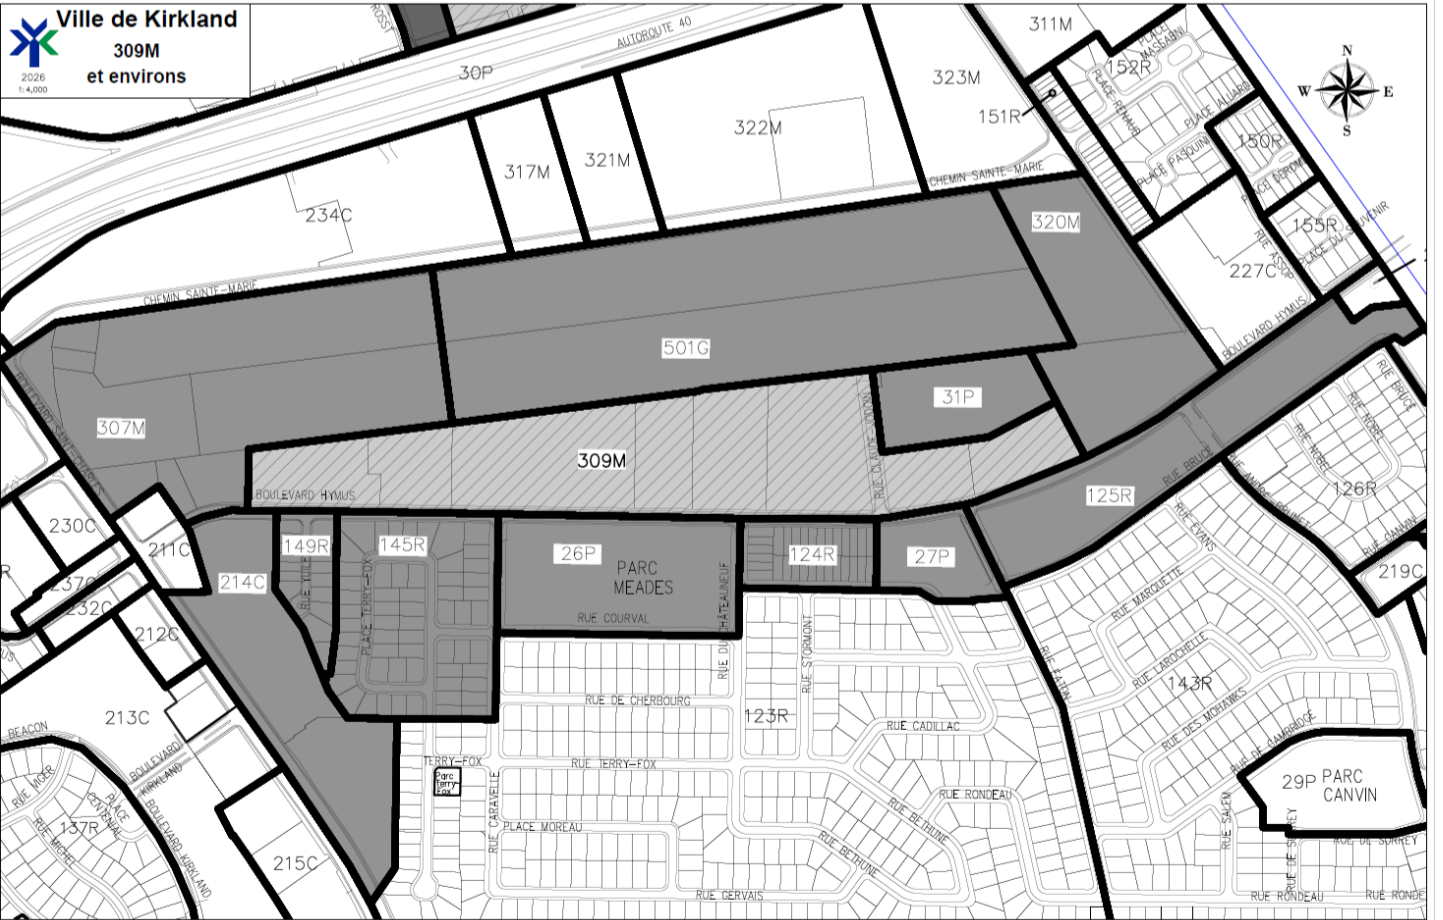 Ville de Kirkland
309M
et environs
2026
1: 4,000
AUTOROUTE 40
30P
311M
N
W
E
S
323M
151R
152R
PLACE MASSAGNI
PLACE RENAUD
PLACE ALLARD
PLACE PASQUINI
150R
155R
PLACE DU SOUVENIR
RUE ASSOP
227C
BOULEVARD HYMUS
322M
321M
317M
234C
CHEMIN SAINTE-MARIE
CHEMIN SAINTE-MARIE
320M
501G
307M
31P
309M
BOULEVARD HYMUS
RUE CLAUDE-JODOIN
BOULEVARD SAINT-CHARLES
125R
RUE BRUCE
RUE BRUCE
RUE NOBEL
RUE NOBEL
126R
RUE CANVIN
219C
RUE ANDRÉ-BRUNET
RUE EVANS
RUE MARQUETTE
RUE LAROCHELLE
143R
RUE DES MOHAWKS
RUE DE CAMBRIDGE
29P
PARC
CANVIN
RUE SALEM
RUE DE SURREY
RUE DE SURREY
RUE RONDEAU
RUE RONDE
230C
211C
237C
232C
212C
213C
215C
214C
149R
145R
PLACE TERRY-FOX
26P
PARC
MEADES
RUE COURVAL
RUE DU CHÂTEAUNEUF
124R
27P
RUE STORMONT
RUE EATON
RUE DE CHERBOURG
123R
RUE CADILLAC
TERRY-FOX
RUE TERRY-FOX
Parc
Terry
Fox
RUE CARAVELLE
PLACE MOREAU
RUE BETHUNE
RUE BETHUNE
RUE RONDEAU
RUE GERVAIS
BEACON
BOULEVARD
KIRKLAND
BOULEVARD KIRKLAND
PLACE
CENTENIAL
137R
RUE MICHEL